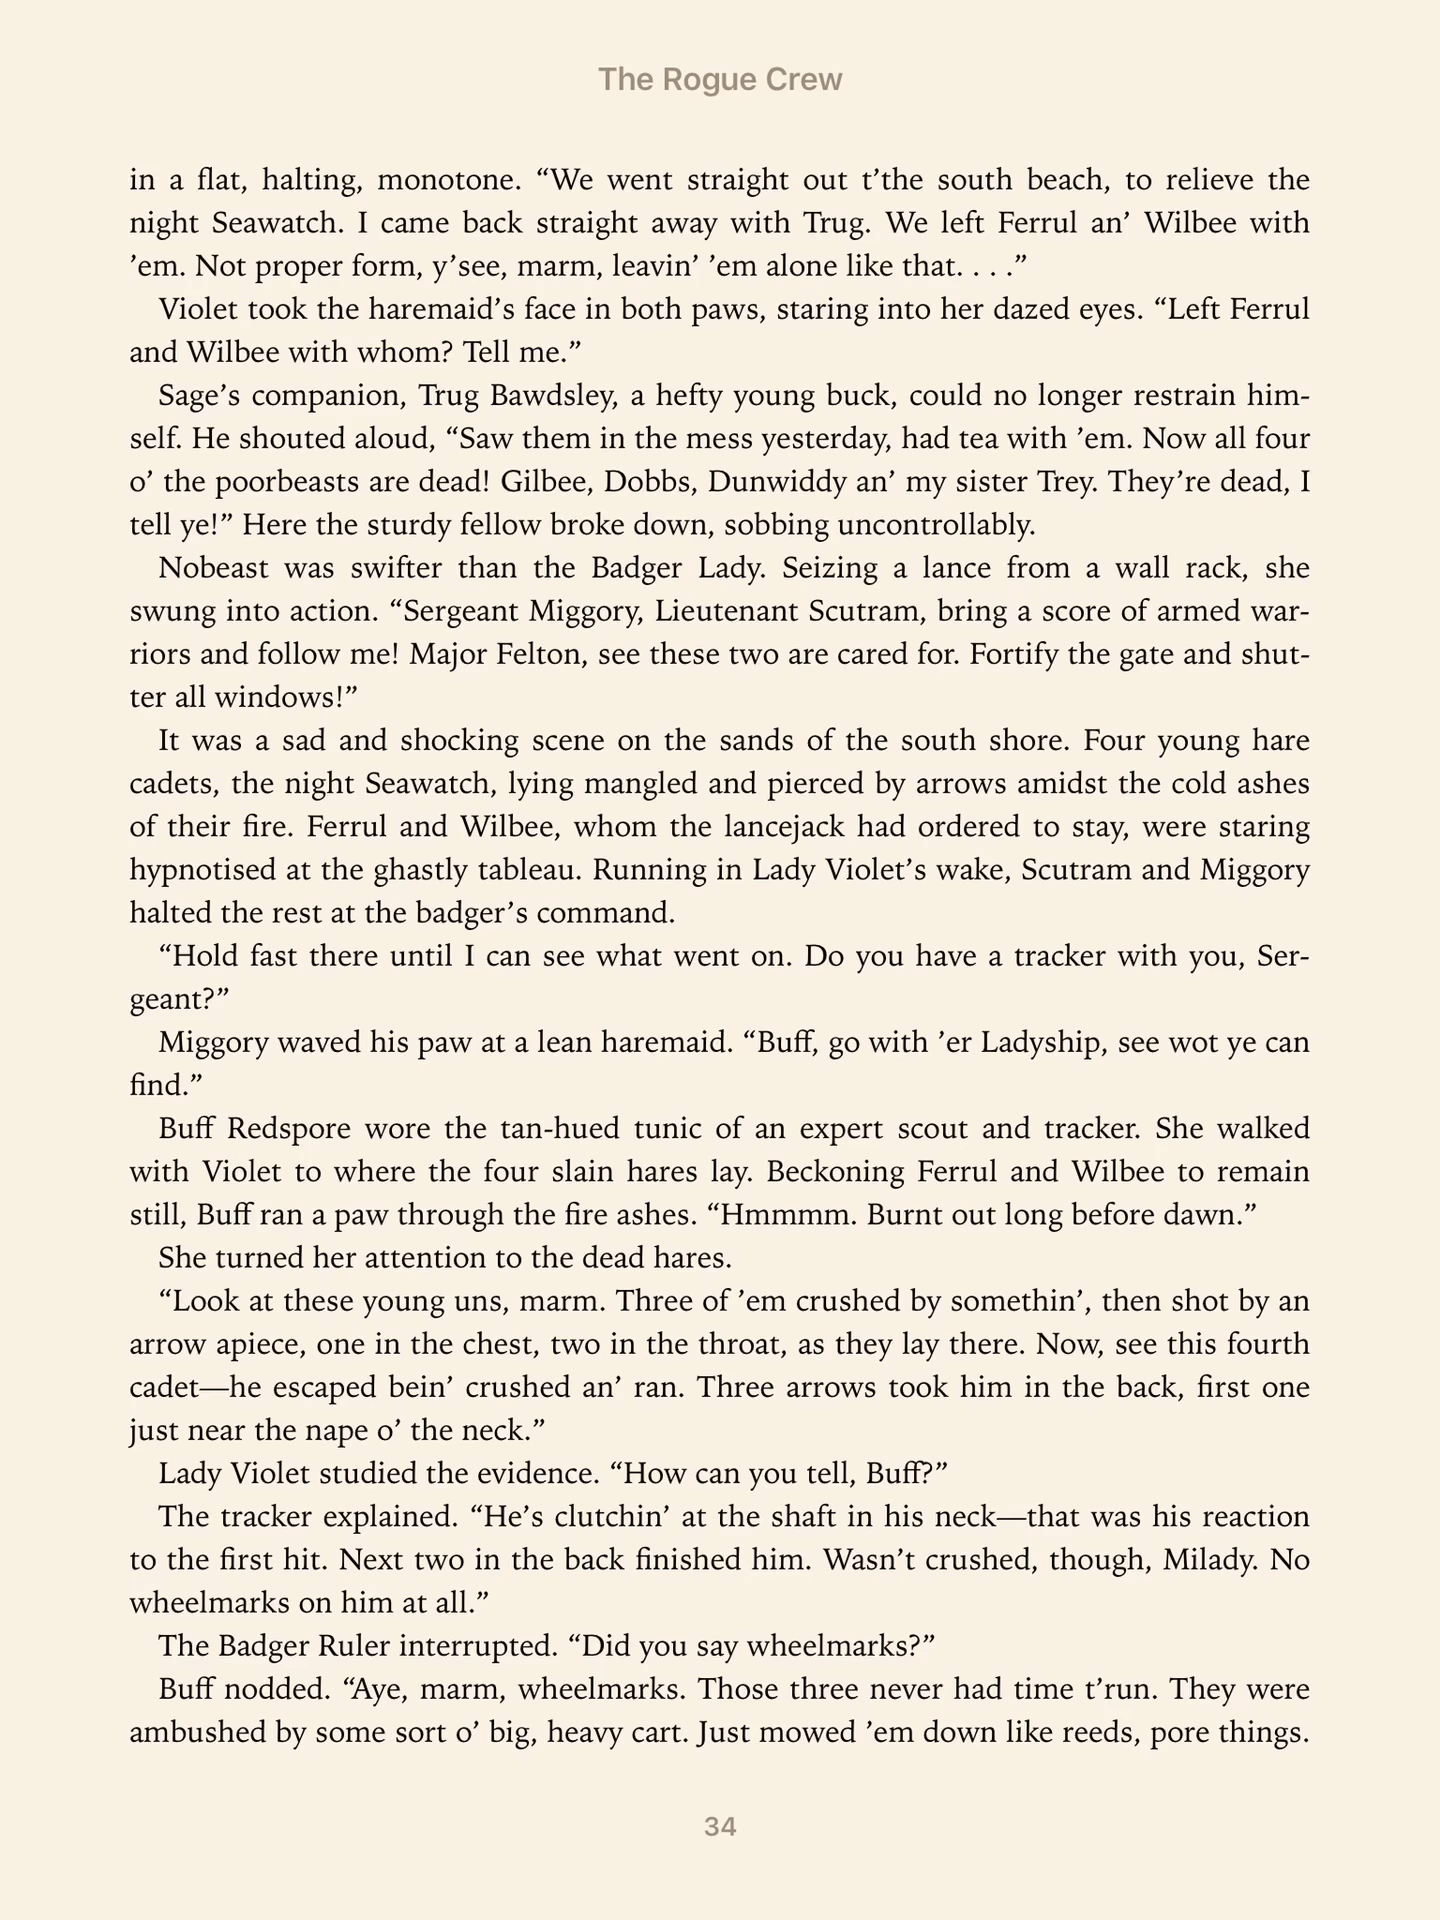 The Rogue Crew
in a flat, halting, monotone. “We went straight out t’the south beach, to relieve the
night Seawatch. I came back straight away with Trug. We left Ferrul an’ Wilbee with
’em. Not proper form, y’see, marm, leavin’ ’em alone like that. . . .”
Violet took the haremaid’s face in both paws, staring into her dazed eyes. “Left Ferrul
and Wilbee with whom? Tell me.”
Sage’s companion, Trug Bawdsley, a hefty young buck, could no longer restrain him-
self. He shouted aloud, “Saw them in the mess yesterday, had tea with ’em. Now all four
o’ the poorbeasts are dead! Gilbee, Dobbs, Dunwiddy an’ my sister Trey. They’re dead, I
tell ye!” Here the sturdy fellow broke down, sobbing uncontrollably.
Nobeast was swifter than the Badger Lady. Seizing a lance from a wall rack, she
swung into action. “Sergeant Miggory, Lieutenant Scutram, bring a score of armed war-
riors and follow me! Major Felton, see these two are cared for. Fortify the gate and shut-
ter all windows!”
It was a sad and shocking scene on the sands of the south shore. Four young hare
cadets, the night Seawatch, lying mangled and pierced by arrows amidst the cold ashes
of their fire. Ferrul and Wilbee, whom the lancejack had ordered to stay, were staring
hypnotised at the ghastly tableau. Running in Lady Violet’s wake, Scutram and Miggory
halted the rest at the badger’s command.
“Hold fast there until I can see what went on. Do you have a tracker with you, Ser-
geant?”
Miggory waved his paw at a lean haremaid. “Buff, go with ’er Ladyship, see wot ye can
find.”
Buff Redspore wore the tan-hued tunic of an expert scout and tracker. She walked
with Violet to where the four slain hares lay. Beckoning Ferrul and Wilbee to remain
still, Buff ran a paw through the fire ashes. “Hmmmm. Burnt out long before dawn.”
She turned her attention to the dead hares.
“Look at these young uns, marm. Three of ’em crushed by somethin’, then shot by an
arrow apiece, one in the chest, two in the throat, as they lay there. Now, see this fourth
cadet—he escaped bein’ crushed an’ ran. Three arrows took him in the back, first one
just near the nape o’ the neck.”
Lady Violet studied the evidence. “How can you tell, Buff?”
The tracker explained. “He’s clutchin’ at the shaft in his neck—that was his reaction
to the first hit. Next two in the back finished him. Wasn’t crushed, though, Milady. No
wheelmarks on him at all.”
The Badger Ruler interrupted. “Did you say wheelmarks?”
Buff nodded. “Aye, marm, wheelmarks. Those three never had time t’run. They were
ambushed by some sort o’ big, heavy cart. Just mowed ’em down like reeds, pore things.
34